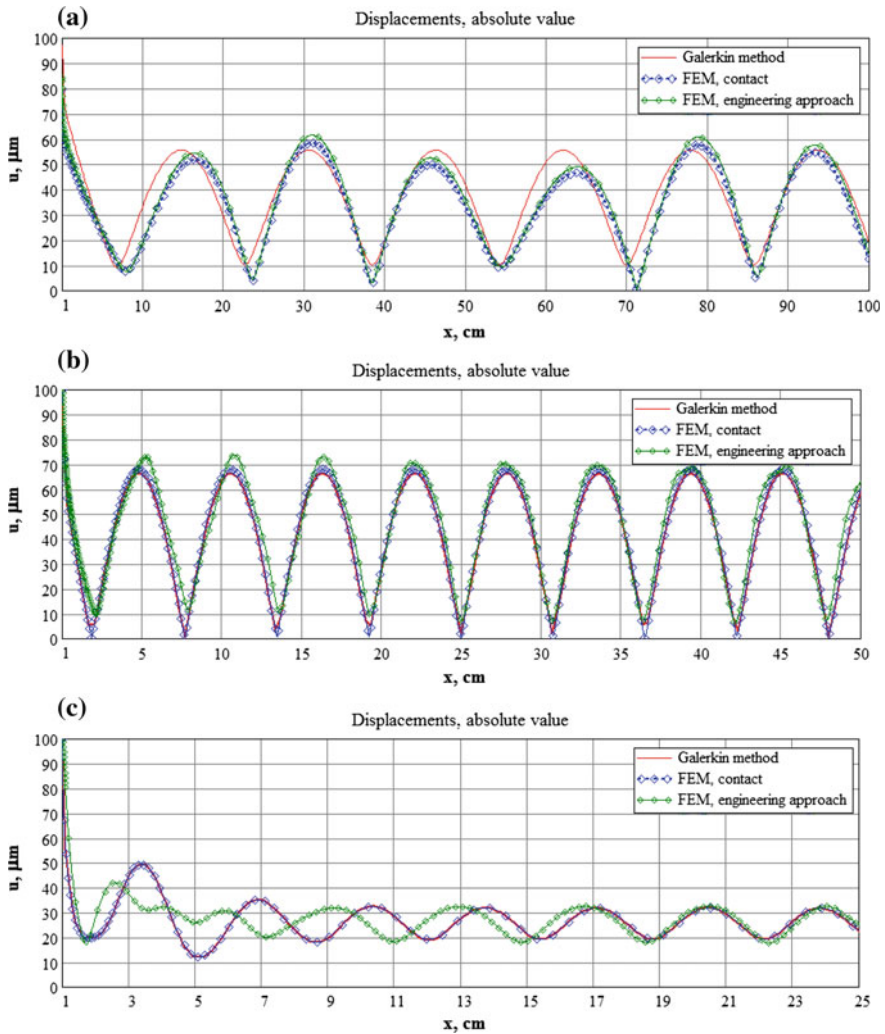 (a)
Displacements, absolute value
100
90
80
70
60
50
40
30
20
10
0
u, μm
Galerkin method
FEM, contact
FEM, engineering approach
1 10 20 30 40 50 60 70 80 90 100
x, cm
(b)
Displacements, absolute value
100
90
80
70
60
50
40
30
20
10
0
u, μm
Galerkin method
FEM, contact
FEM, engineering approach
1 5 10 15 20 25 30 35 40 45 50
x, cm
(c)
Displacements, absolute value
100
90
80
70
60
50
40
30
20
10
0
u, μm
Galerkin method
FEM, contact
FEM, engineering approach
1 3 5 7 9 11 13 15 17 19 21 23 25
x, cm